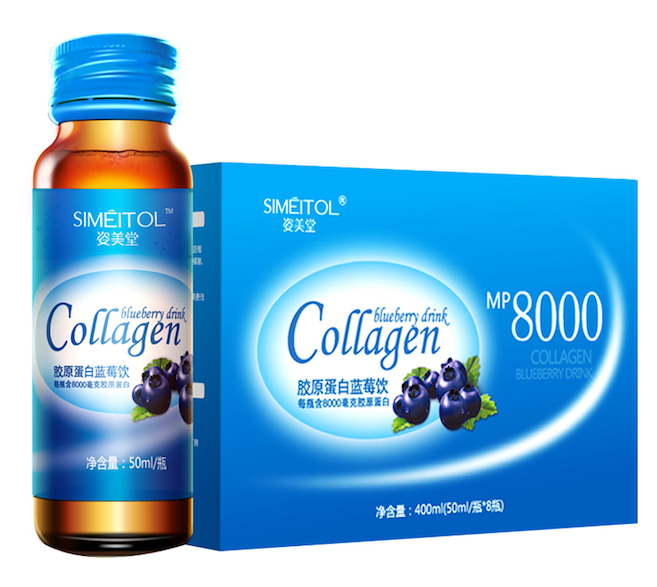 SIMEITOL™
姿美堂
blueberry drink
Collagen
胶原蛋白蓝莓饮
每瓶含8000毫克胶原蛋白
净含量：50ml/瓶
SIMEITOL®
姿美堂
blueberry drink
Collagen
胶原蛋白蓝莓饮
每瓶含8000毫克胶原蛋白
MP8000
COLLAGEN
BLUEBERRY DRINK
净含量：400ml(50ml/瓶*8瓶)